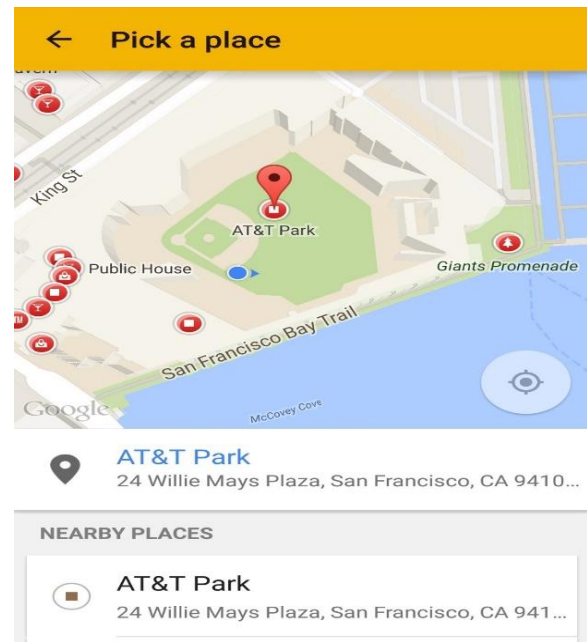 Pick a place
King St
AT&T Park
Public House
Giants Promenade
San Francisco Bay Trail
McCovey Cove
Google
AT&T Park
24 Willie Mays Plaza, San Francisco, CA 9410...
NEARBY PLACES
AT&T Park
24 Willie Mays Plaza, San Francisco, CA 941...